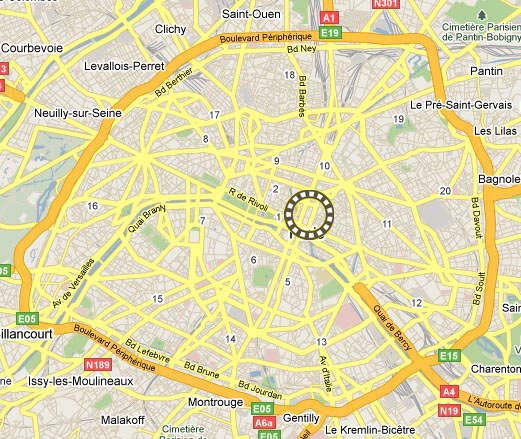 N301
Saint-Ouen
A1
E19
Cimetière Parisien
de Pantin-Bobigny
Clichy
Courbevoie
Boulevard Périphérique
Bd Ney
Levallois-Perret
Pantin
Bd Berthier
18
Bd Barbès
Le Pré-Saint-Gervais
Neuilly-sur-Seine
17
19
Les Lilas
9
10
Bagnole
2
R de Rivoli
20
16
Quai Branly
7
1
Bd Davout
11
6
E05
Av de Versailles
5
15
12
Bd Soult
Quai de Bercy
Sain
E05
illancourt
Boulevard Périphérique
14
13
Bd Lefebvre
Bd Brune
Av d'Italie
E15
N189
Charenton
Issy-les-Moulineaux
Bd Jourdan
A4
Montrouge
L'Autoroute de
E05
N19
Malakoff
Gentilly
A6a
E54
Cimetière
Parisien de
E05
Le Kremlin-Bicêtre